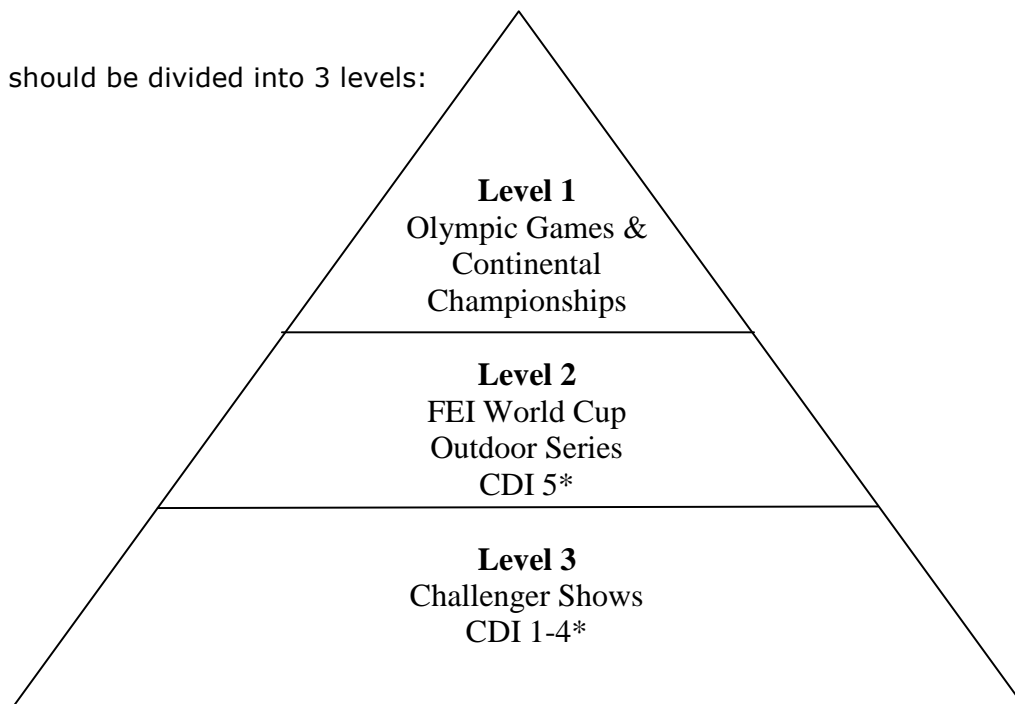 should be divided into 3 levels:
Level 1
Olympic Games &
Continental
Championships
Level 2
FEI World Cup
Outdoor Series
CDI 5*
Level 3
Challenger Shows
CDI 1-4*